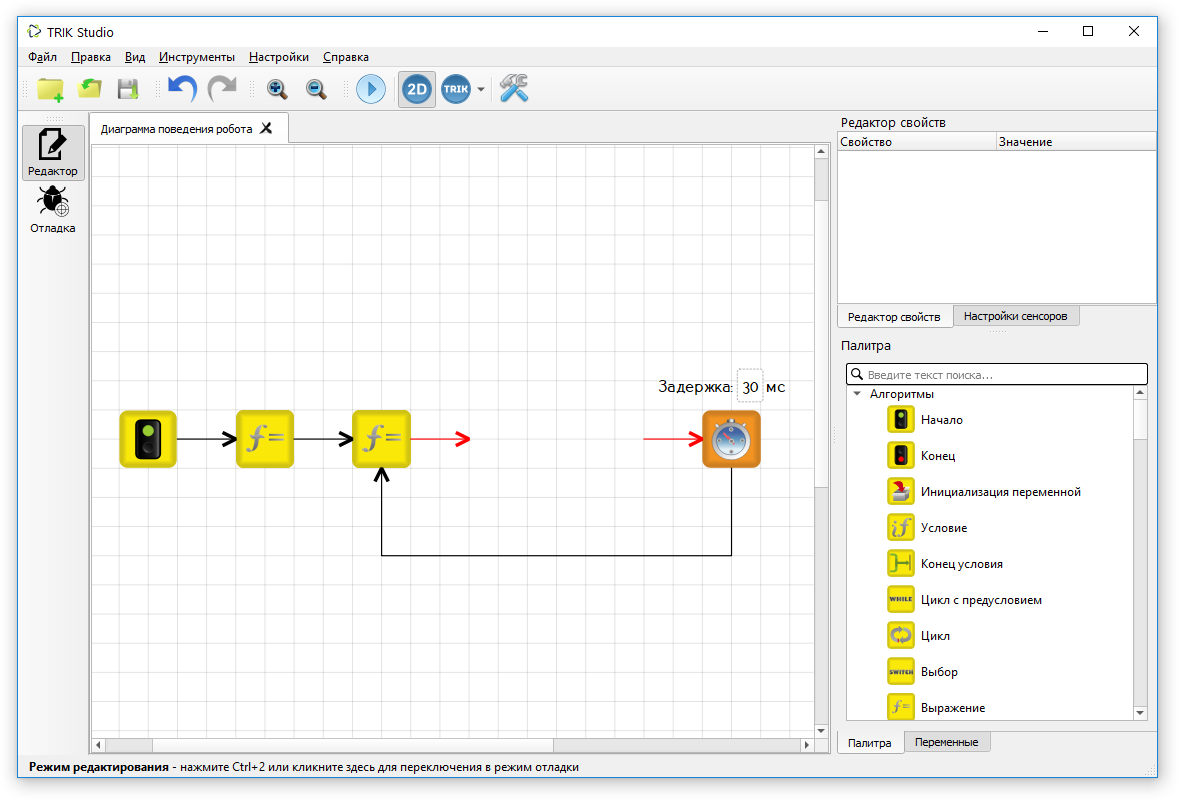 TRIK Studio
Файл Правка Вид Инструменты Настройки Справка
2D TRIK
Редактор
Отладка
Диаграмма поведения робота
Задержка: 30 мс
f= f=
Редактор свойств
Свойство Значение
Редактор свойств Настройки сенсоров
Палитра
Введите текст поиска...
Алгоритмы
Начало
Конец
Инициализация переменной
if Условие
Конец условия
WHILE Цикл с предусловием
Цикл
SWITCH Выбор
f= Выражение
Палитра Переменные
Режим редактирования - нажмите Ctrl+2 или кликните здесь для переключения в режим отладки